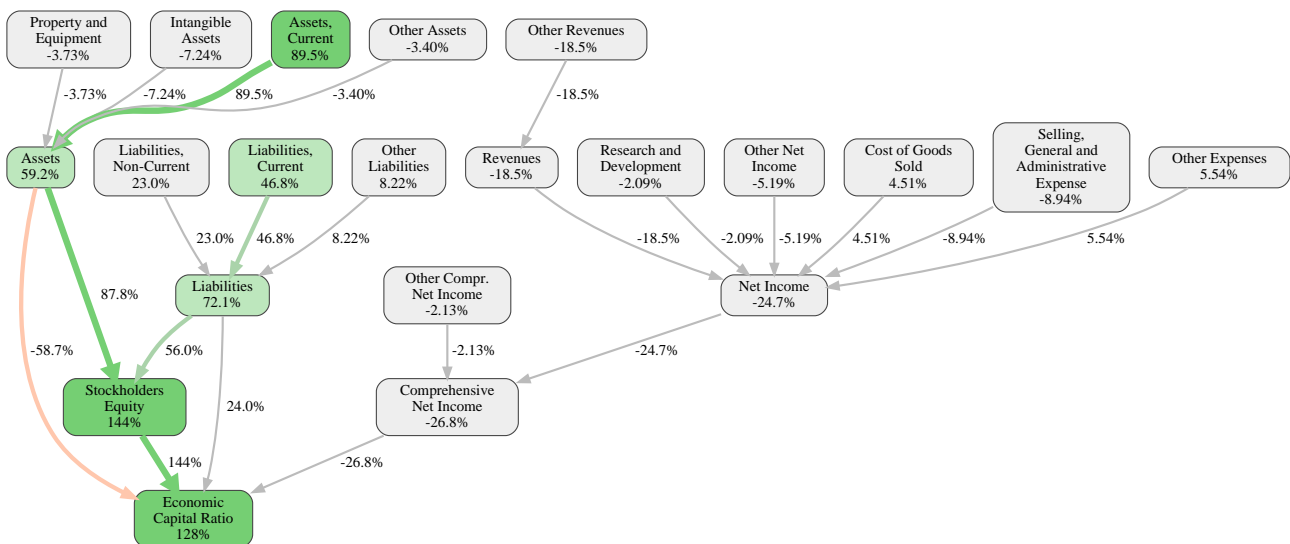 Property and
Equipment
-3.73%
Intangible
Assets
-7.24%
Assets,
Current
89.5%
Other Assets
-3.40%
Other Revenues
-18.5%
-3.73%
-7.24%
89.5%
-3.40%
-18.5%
Assets
59.2%
Liabilities,
Non-Current
23.0%
Liabilities,
Current
46.8%
Other
Liabilities
8.22%
Revenues
-18.5%
Research and
Development
-2.09%
Other Net
Income
-5.19%
Cost of Goods
Sold
4.51%
Selling,
General and
Administrative
Expense
-8.94%
Other Expenses
5.54%
23.0%
46.8%
8.22%
-18.5%
-2.09%
-5.19%
4.51%
-8.94%
5.54%
Liabilities
72.1%
Other Compr.
Net Income
-2.13%
Net Income
-24.7%
87.8%
-58.7%
56.0%
-2.13%
-24.7%
Stockholders
Equity
144%
24.0%
Comprehensive
Net Income
-26.8%
144%
-26.8%
Economic
Capital Ratio
128%